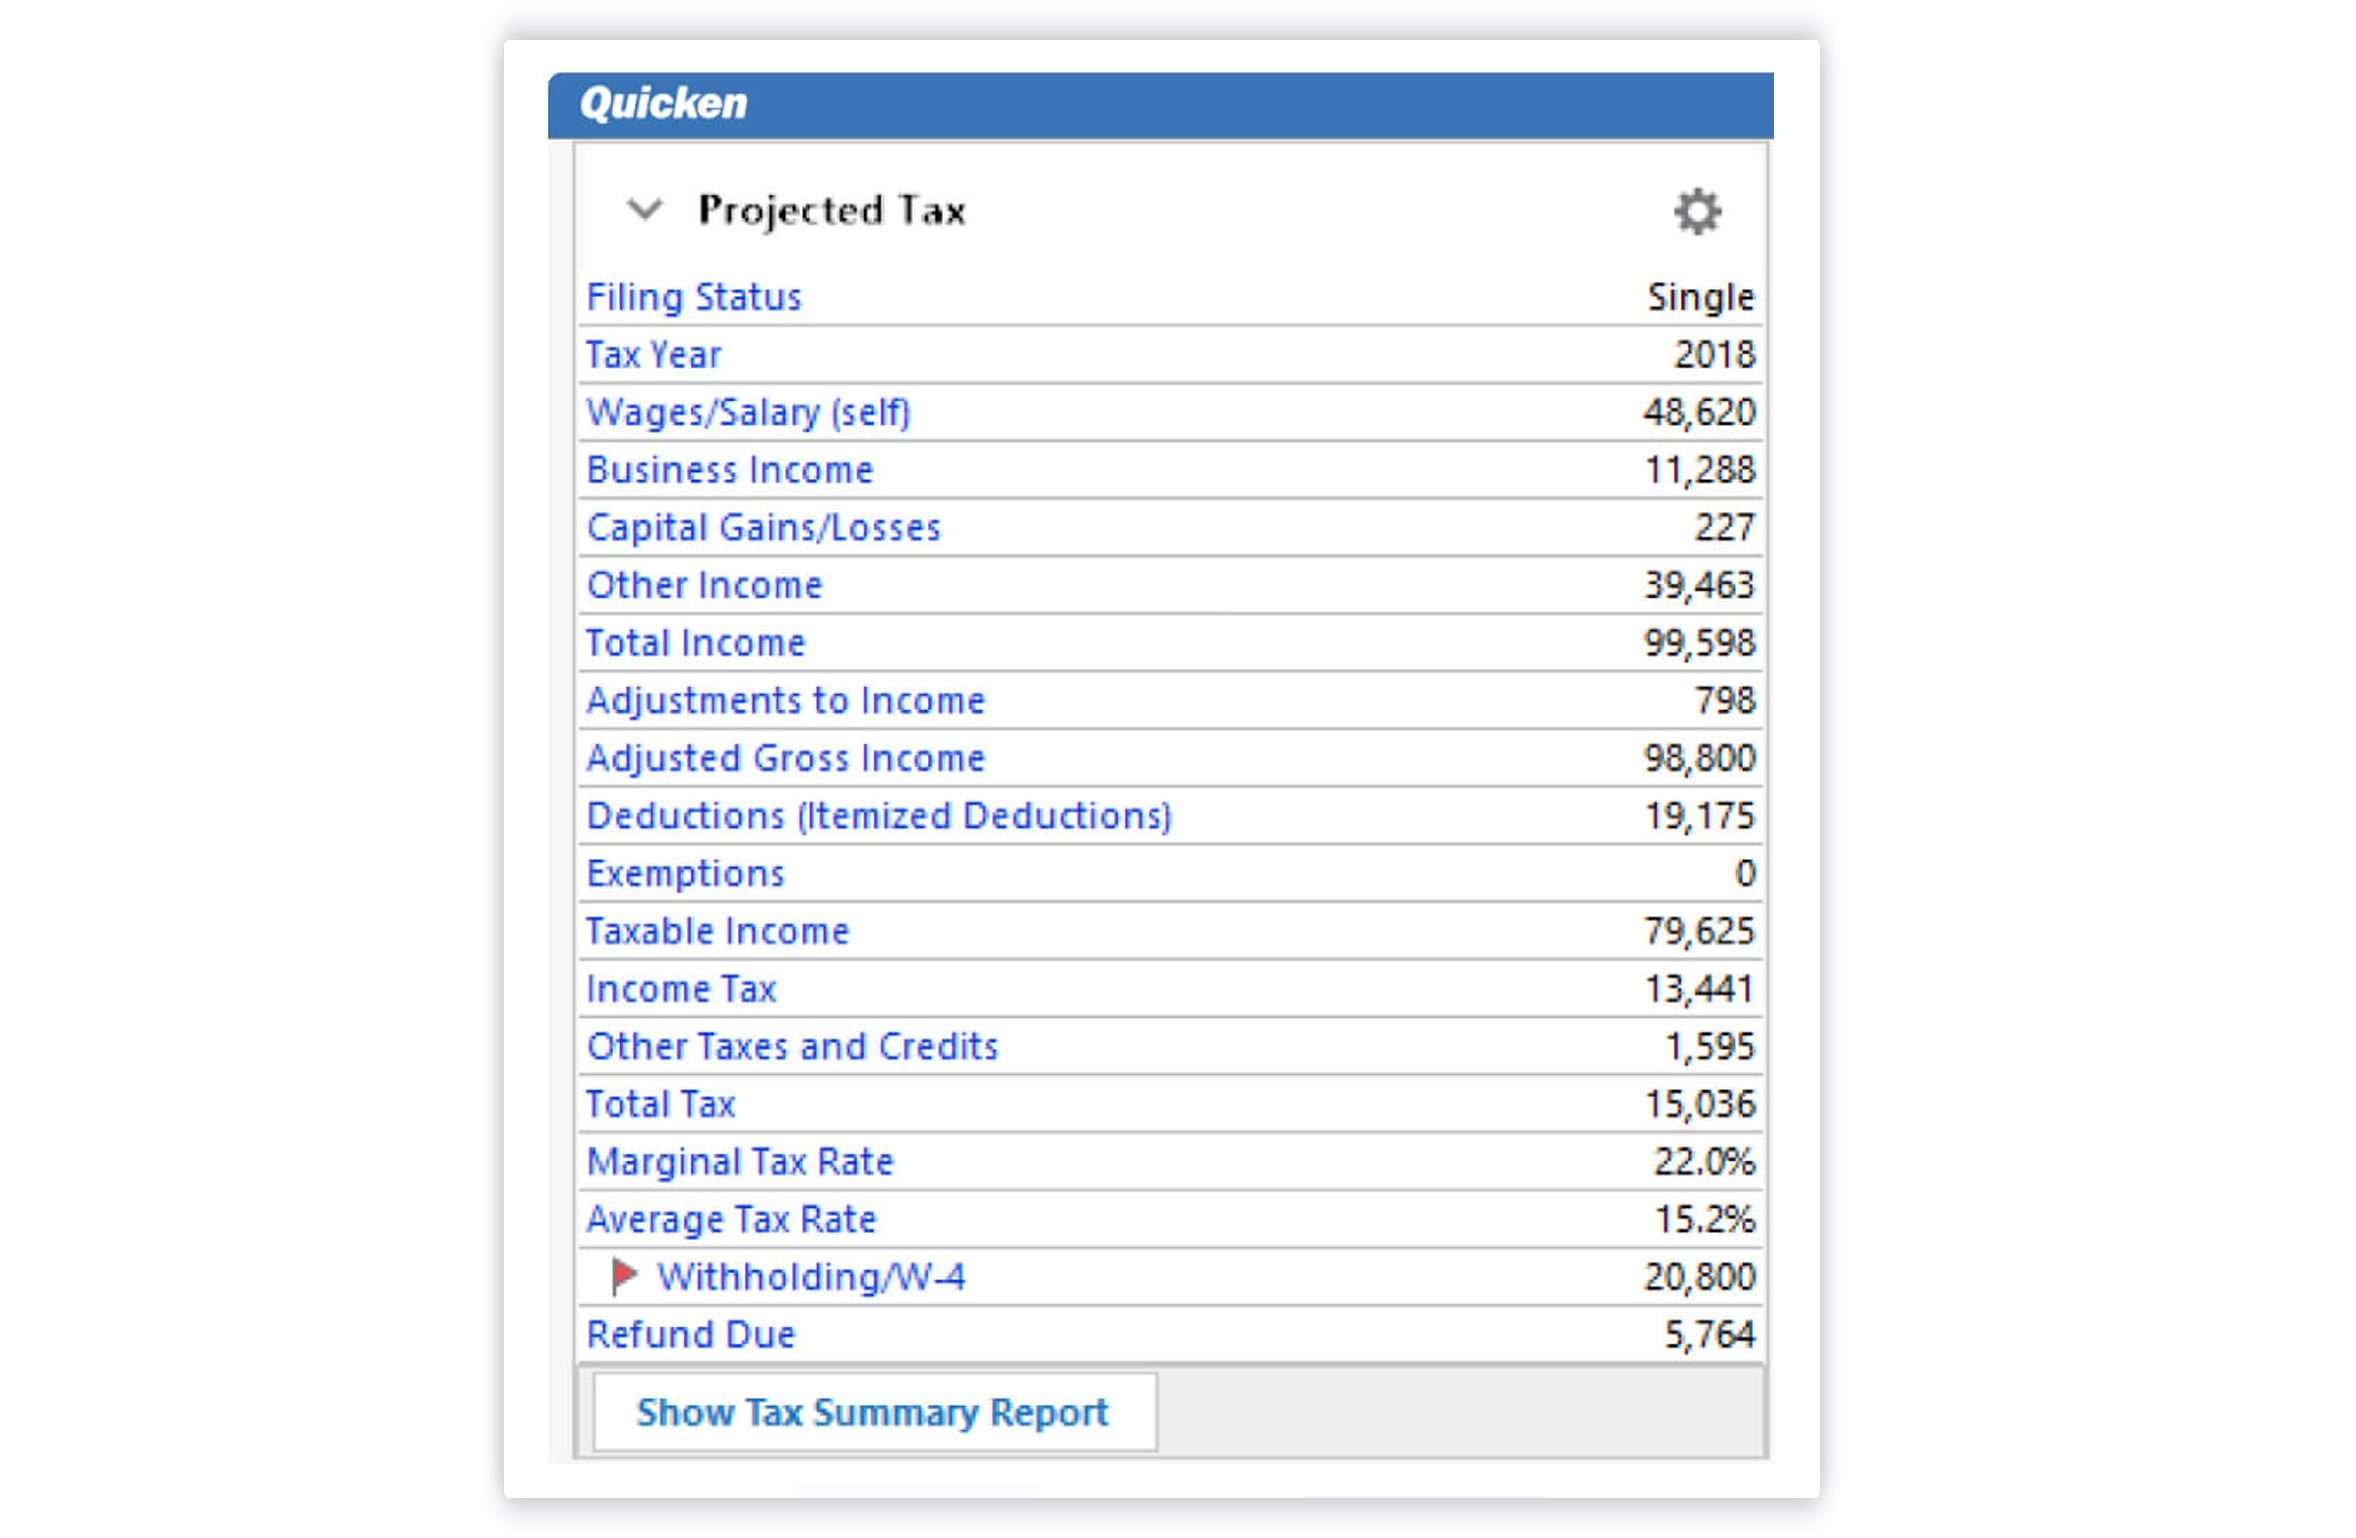 Quicken
Projected Tax
Filing Status Single
Tax Year 2018
Wages/Salary (self) 48,620
Business Income 11,288
Capital Gains/Losses 227
Other Income 39,463
Total Income 99,598
Adjustments to Income 798
Adjusted Gross Income 98,800
Deductions (Itemized Deductions) 19,175
Exemptions 0
Taxable Income 79,625
Income Tax 13,441
Other Taxes and Credits 1,595
Total Tax 15,036
Marginal Tax Rate 22.0%
Average Tax Rate 15.2%
Withholding/W-4 20,800
Refund Due 5,764
Show Tax Summary Report